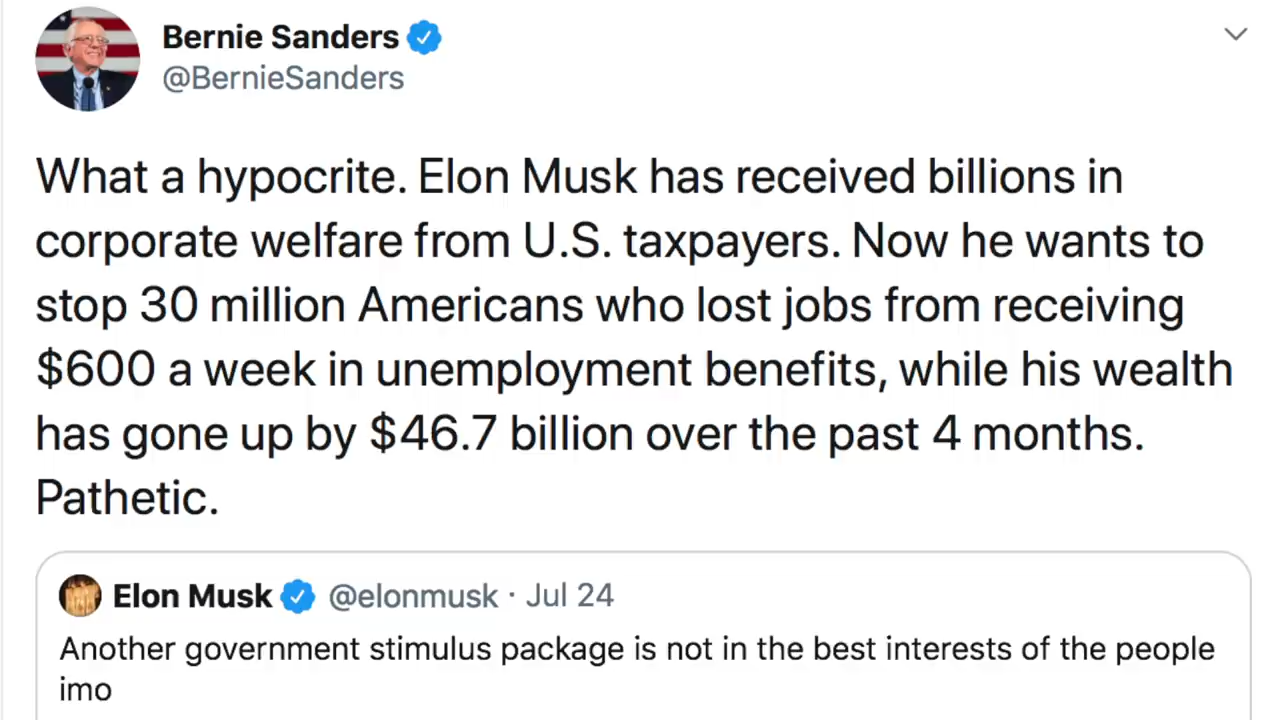 Bernie Sanders
@BernieSanders
What a hypocrite. Elon Musk has received billions in
corporate welfare from U.S. taxpayers. Now he wants to
stop 30 million Americans who lost jobs from receiving
$600 a week in unemployment benefits, while his wealth
has gone up by $46.7 billion over the past 4 months.
Pathetic.
Elon Musk @elonmusk · Jul 24
Another government stimulus package is not in the best interests of the people
imo